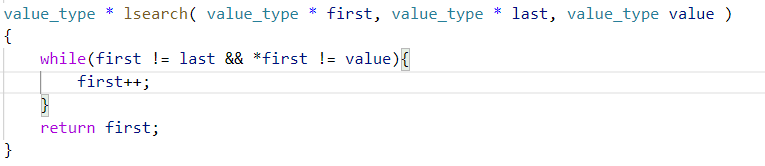 value_type * lsearch( value_type * first, value_type * last, value_type value )
{
    while(first != last && *first != value){
        first++;
    }
    return first;
}